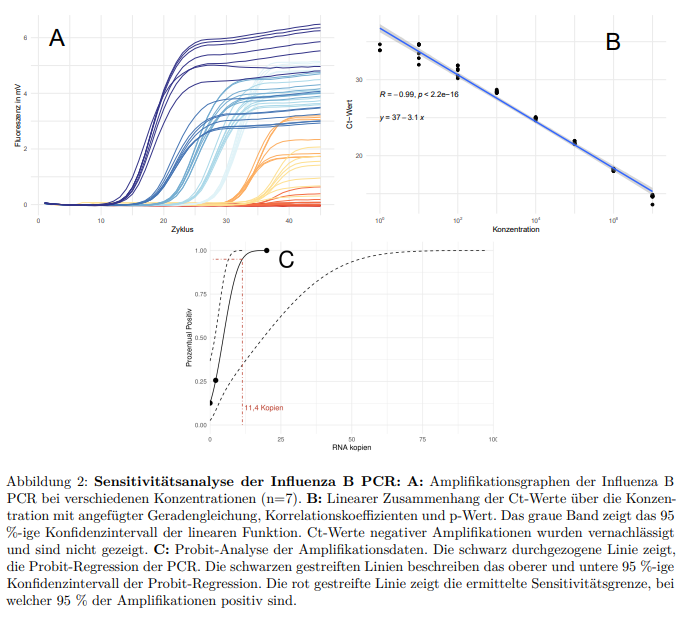 A
Fluoreszenz in mV
6
4
2
0
0
10
20
30
40
Zyklus
B
Ct−Wert
30
20
R = −0.99, p < 2.2e−16
y = 37 − 3.1 x
10⁰
10²
10⁴
10⁶
Konzentration
C
Prozentual Positiv
1.00
0.75
0.50
0.25
0.00
11,4 Kopien
0
25
50
75
10
RNA kopien
Abbildung 2: Sensitivitätsanalyse der Influenza B PCR: A: Amplifikationsgraphen der Influenza B
PCR bei verschiedenen Konzentrationen (n=7). B: Linearer Zusammenhang der Ct-Werte über die Konzen-
tration mit angefügter Geradengleichung, Korrelationskoeffizienten und p-Wert. Das graue Band zeigt das 95
%-ige Konfidenzintervall der linearen Funktion. Ct-Werte negativer Amplifikationen wurden vernachlässigt
und sind nicht gezeigt. C: Probit-Analyse der Amplifikationsdaten. Die schwarz durchgezogene Linie zeigt,
die Probit-Regression der PCR. Die schwarzen gestreiften Linien beschreiben das oberer und untere 95 %-ige
Konfidenzintervall der Probit-Regression. Die rot gestreifte Linie zeigt die ermittelte Sensitivitätsgrenze, bei
welcher 95 % der Amplifikationen positiv sind.